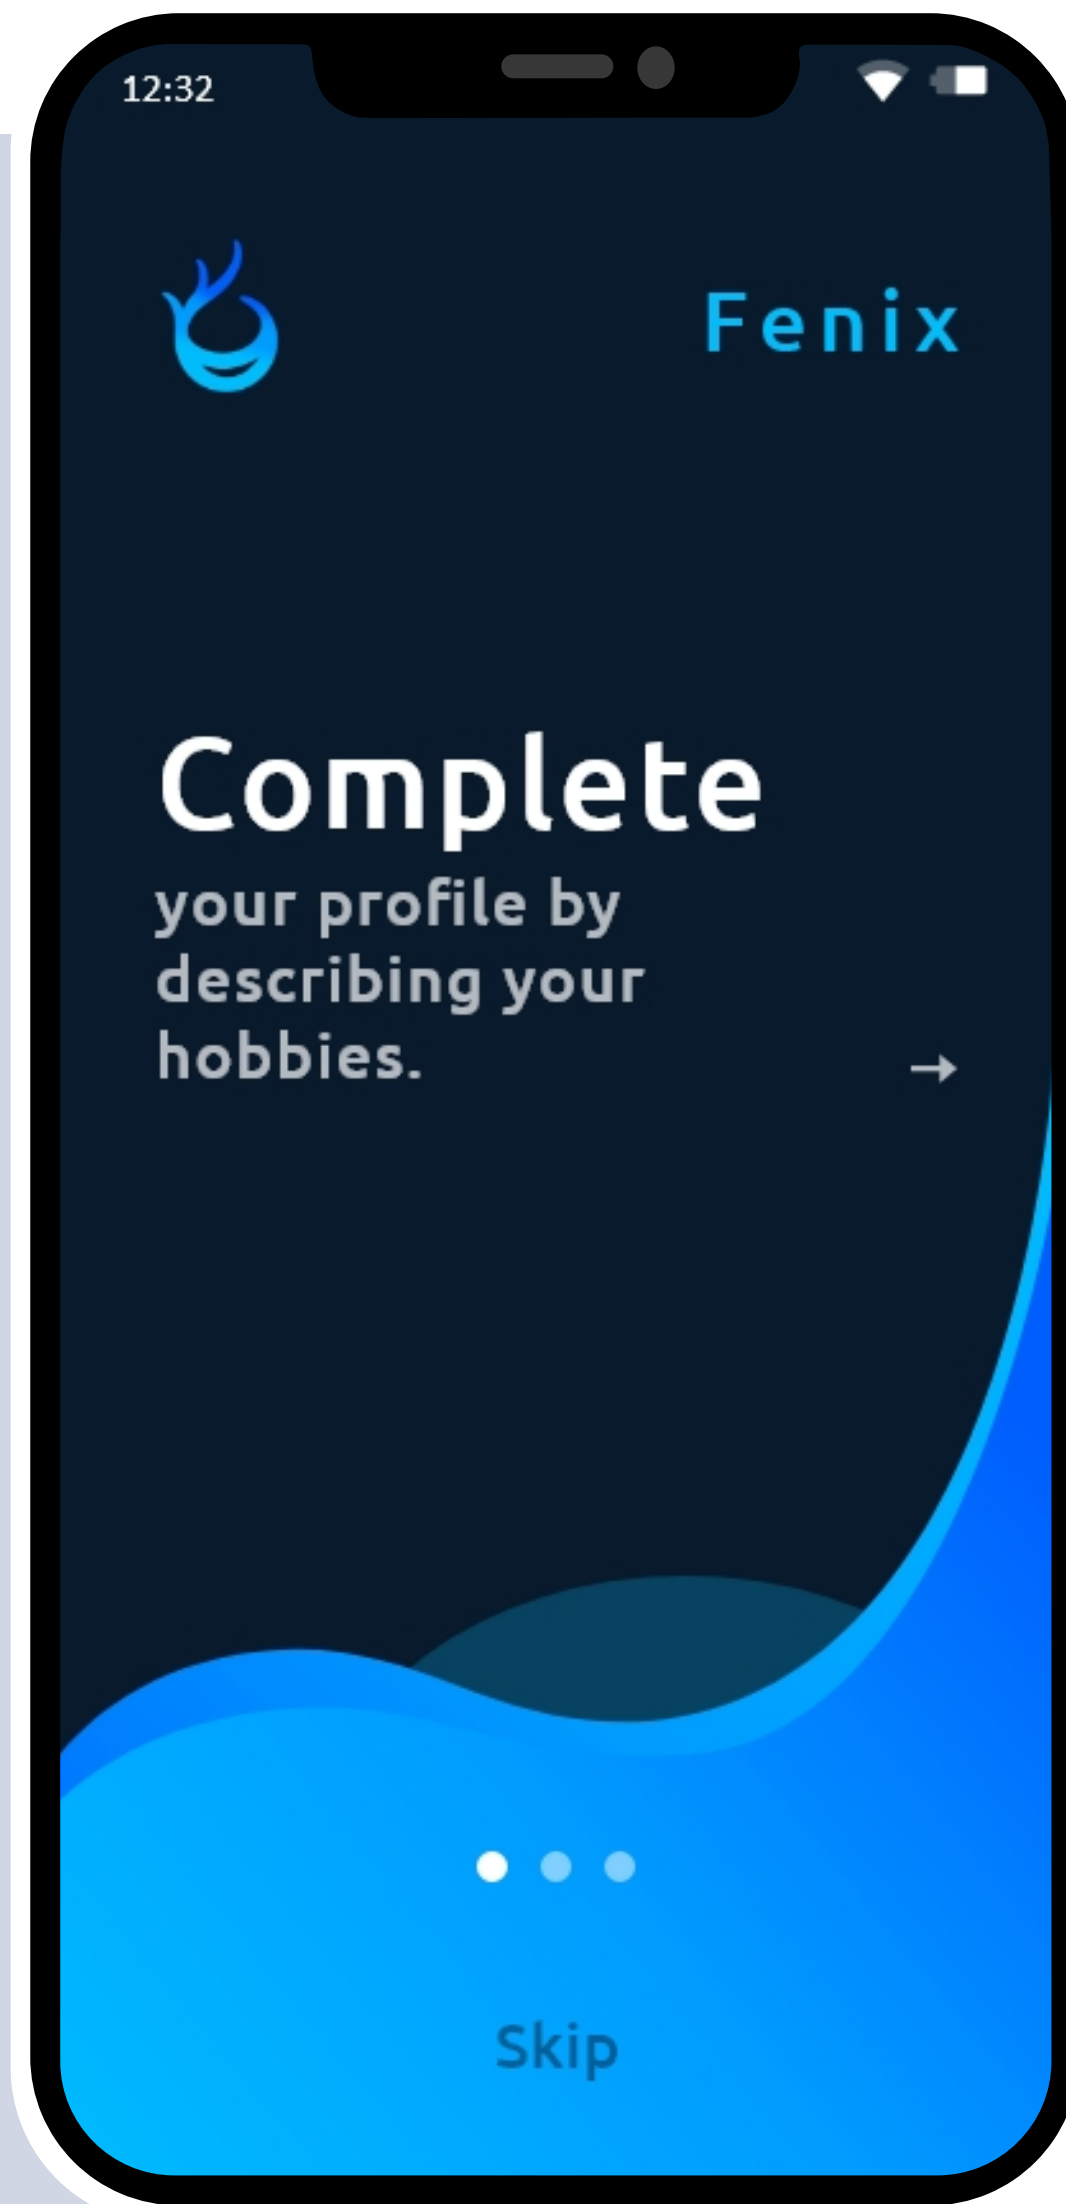 12:32
Fenix
Complete
your profile by
describing your
hobbies.
Skip